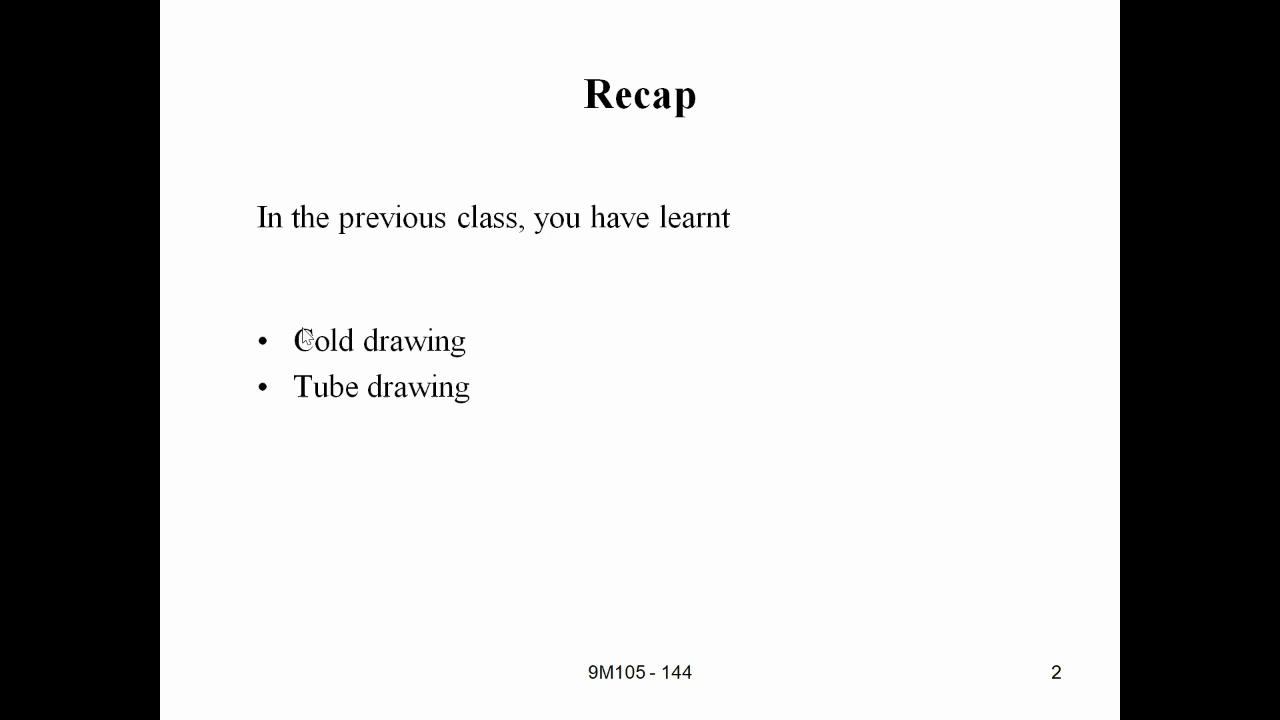 Recap
In the previous class, you have learnt
• Cold drawing
• Tube drawing
9M105 - 144
2